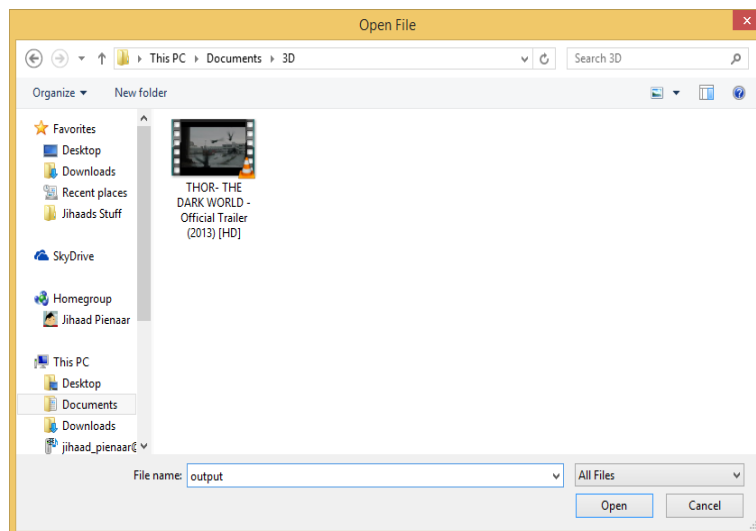 Open File
This PC Documents 3D
Search 3D
Organize New folder
Favorites
Desktop
Downloads
Recent places
Jihaads Stuff
SkyDrive
Homegroup
Jihaad Pienaar
This PC
Desktop
Documents
Downloads
jihaad_pienaar@
THOR- THE
DARK WORLD -
Official Trailer
(2013) [HD]
File name: output
All Files
Open Cancel